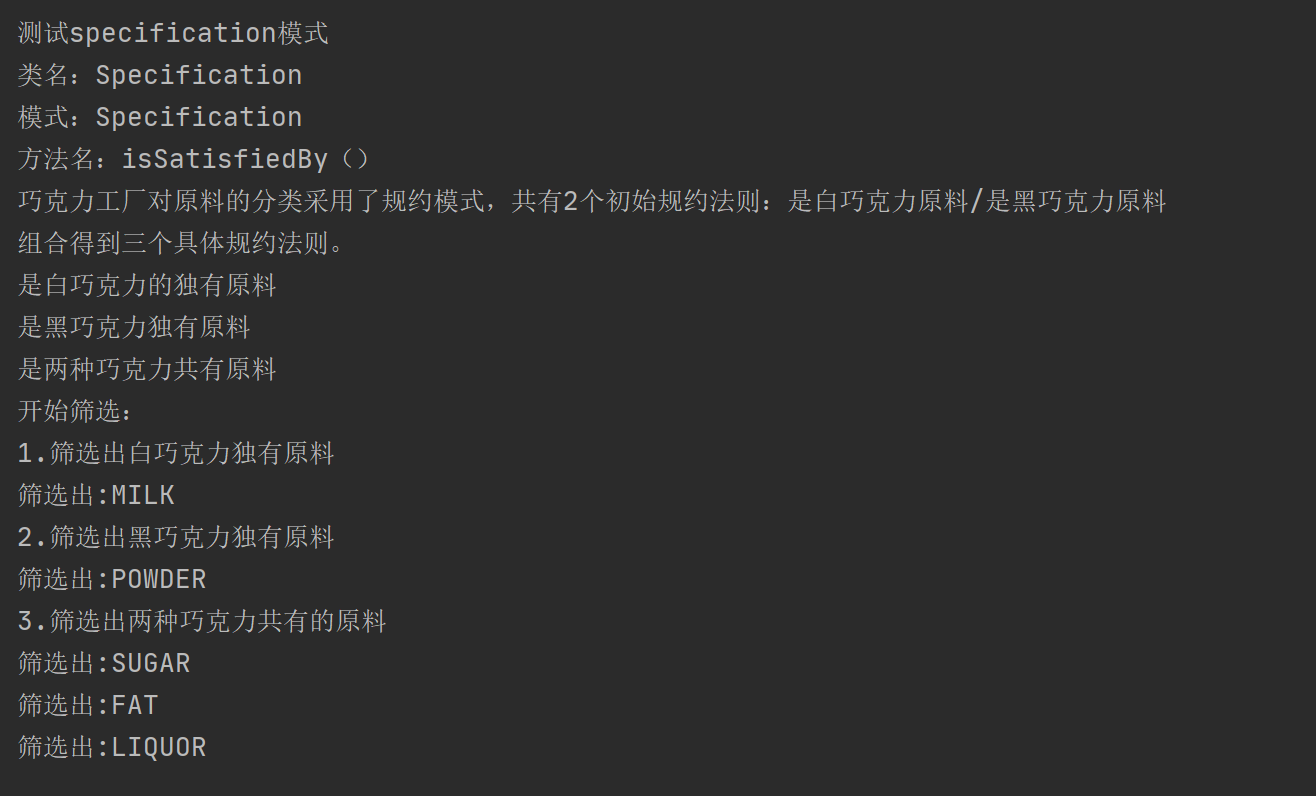 测试specification模式
类名：Specification
模式：Specification
方法名：isSatisfiedBy（）
巧克力工厂对原料的分类采用了规约模式，共有2个初始规约法则：是白巧克力原料/是黑巧克力原料
组合得到三个具体规约法则。
是白巧克力的独有原料
是黑巧克力独有原料
是两种巧克力共有原料
开始筛选：
1.筛选出白巧克力独有原料
筛选出:MILK
2.筛选出黑巧克力独有原料
筛选出:POWDER
3.筛选出两种巧克力共有的原料
筛选出:SUGAR
筛选出:FAT
筛选出:LIQUOR